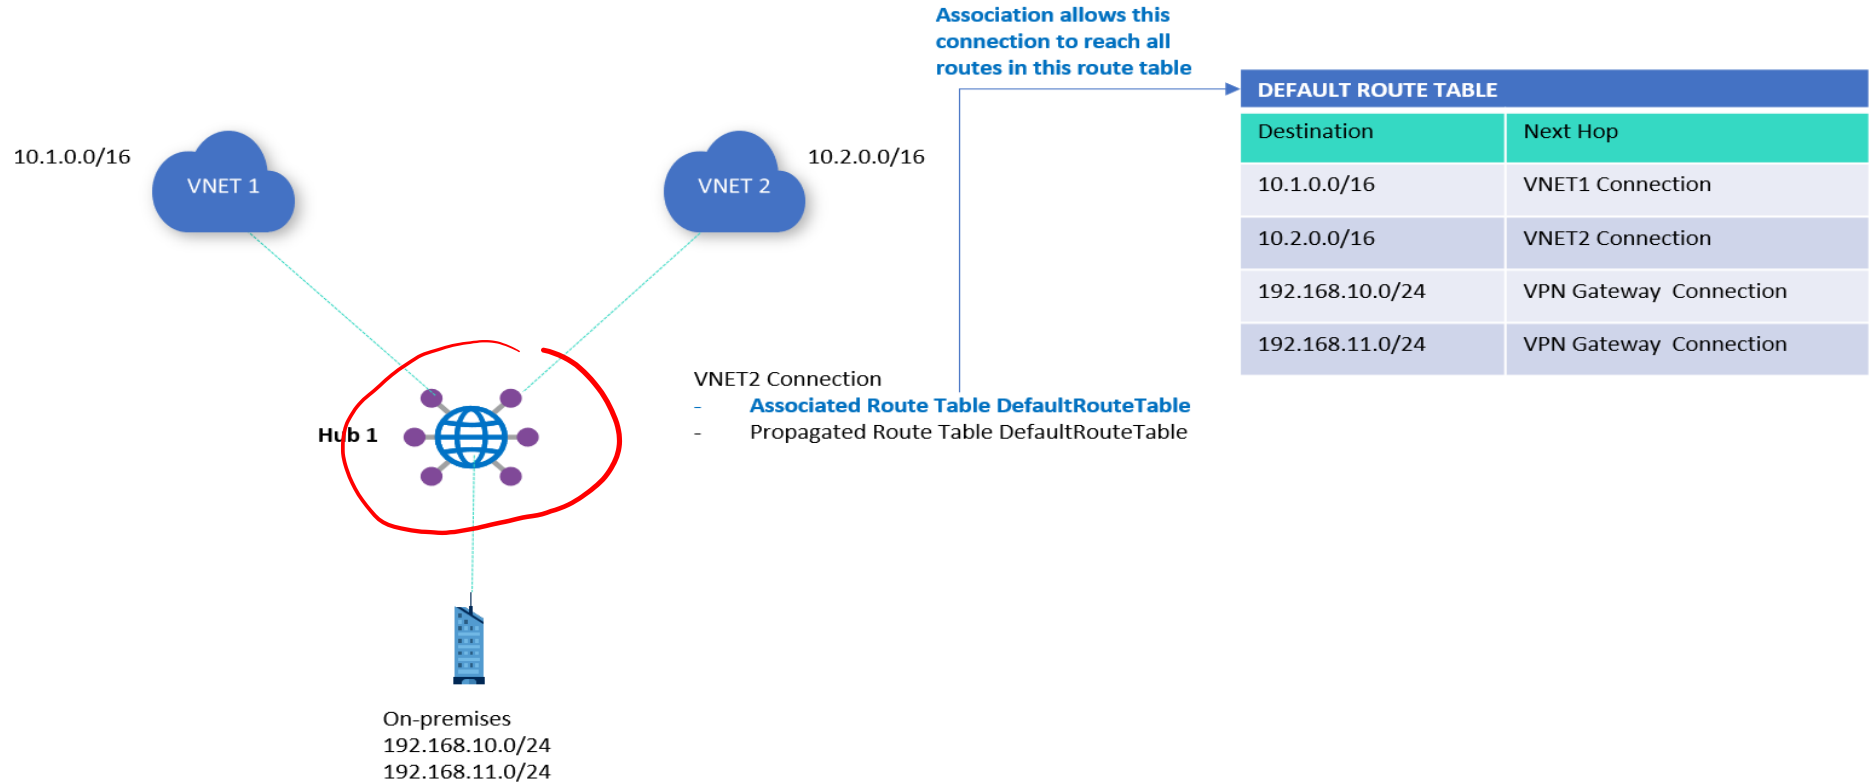 Association allows this
connection to reach all
routes in this route table
DEFAULT ROUTE TABLE
Destination Next Hop
10.1.0.0/16 VNET1 Connection
10.2.0.0/16 VNET2 Connection
192.168.10.0/24 VPN Gateway Connection
192.168.11.0/24 VPN Gateway Connection
10.1.0.0/16
VNET 1
VNET 2
10.2.0.0/16
Hub 1
VNET2 Connection
- Associated Route Table DefaultRouteTable
- Propagated Route Table DefaultRouteTable
On-premises
192.168.10.0/24
192.168.11.0/24